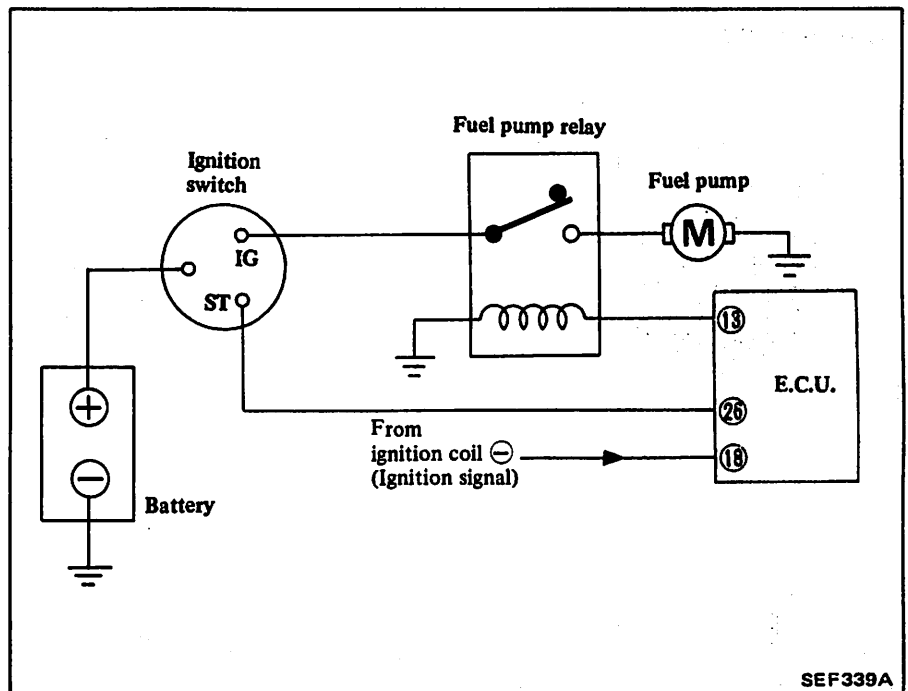 Fuel pump relay
Ignition
switch
Fuel pump
IG
ST
M
13
E.C.U.
26
From
ignition coil ⊖
(Ignition signal)
18
+
−
Battery
SEF339A